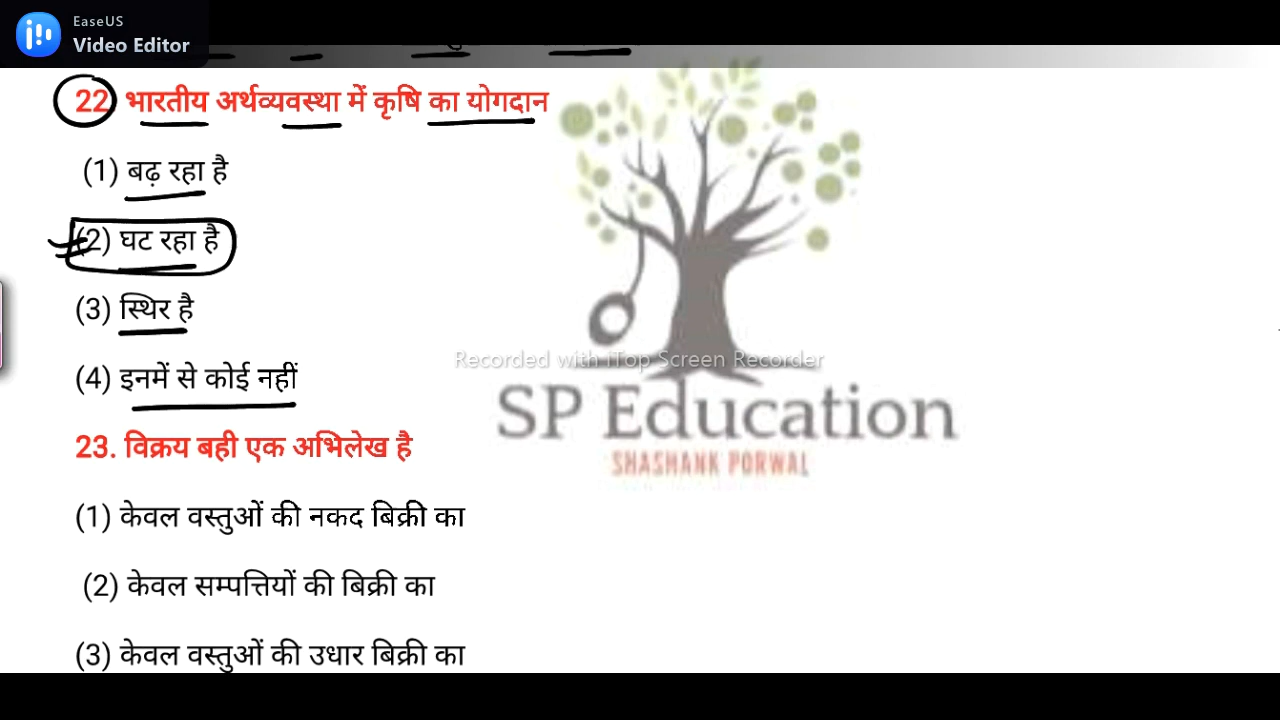 EaseUS
Video Editor
22 भारतीय अर्थव्यवस्था में कृषि का योगदान
(1) बढ़ रहा है
(2) घट रहा है
(3) स्थिर है
(4) इनमें से कोई नहीं
Recorded with iTop Screen Recorder
SP Education
SHASHANK PORWAL
23. विक्रय बही एक अभिलेख है
(1) केवल वस्तुओं की नकद बिक्री का
(2) केवल सम्पत्तियों की बिक्री का
(3) केवल वस्तुओं की उधार बिक्री का